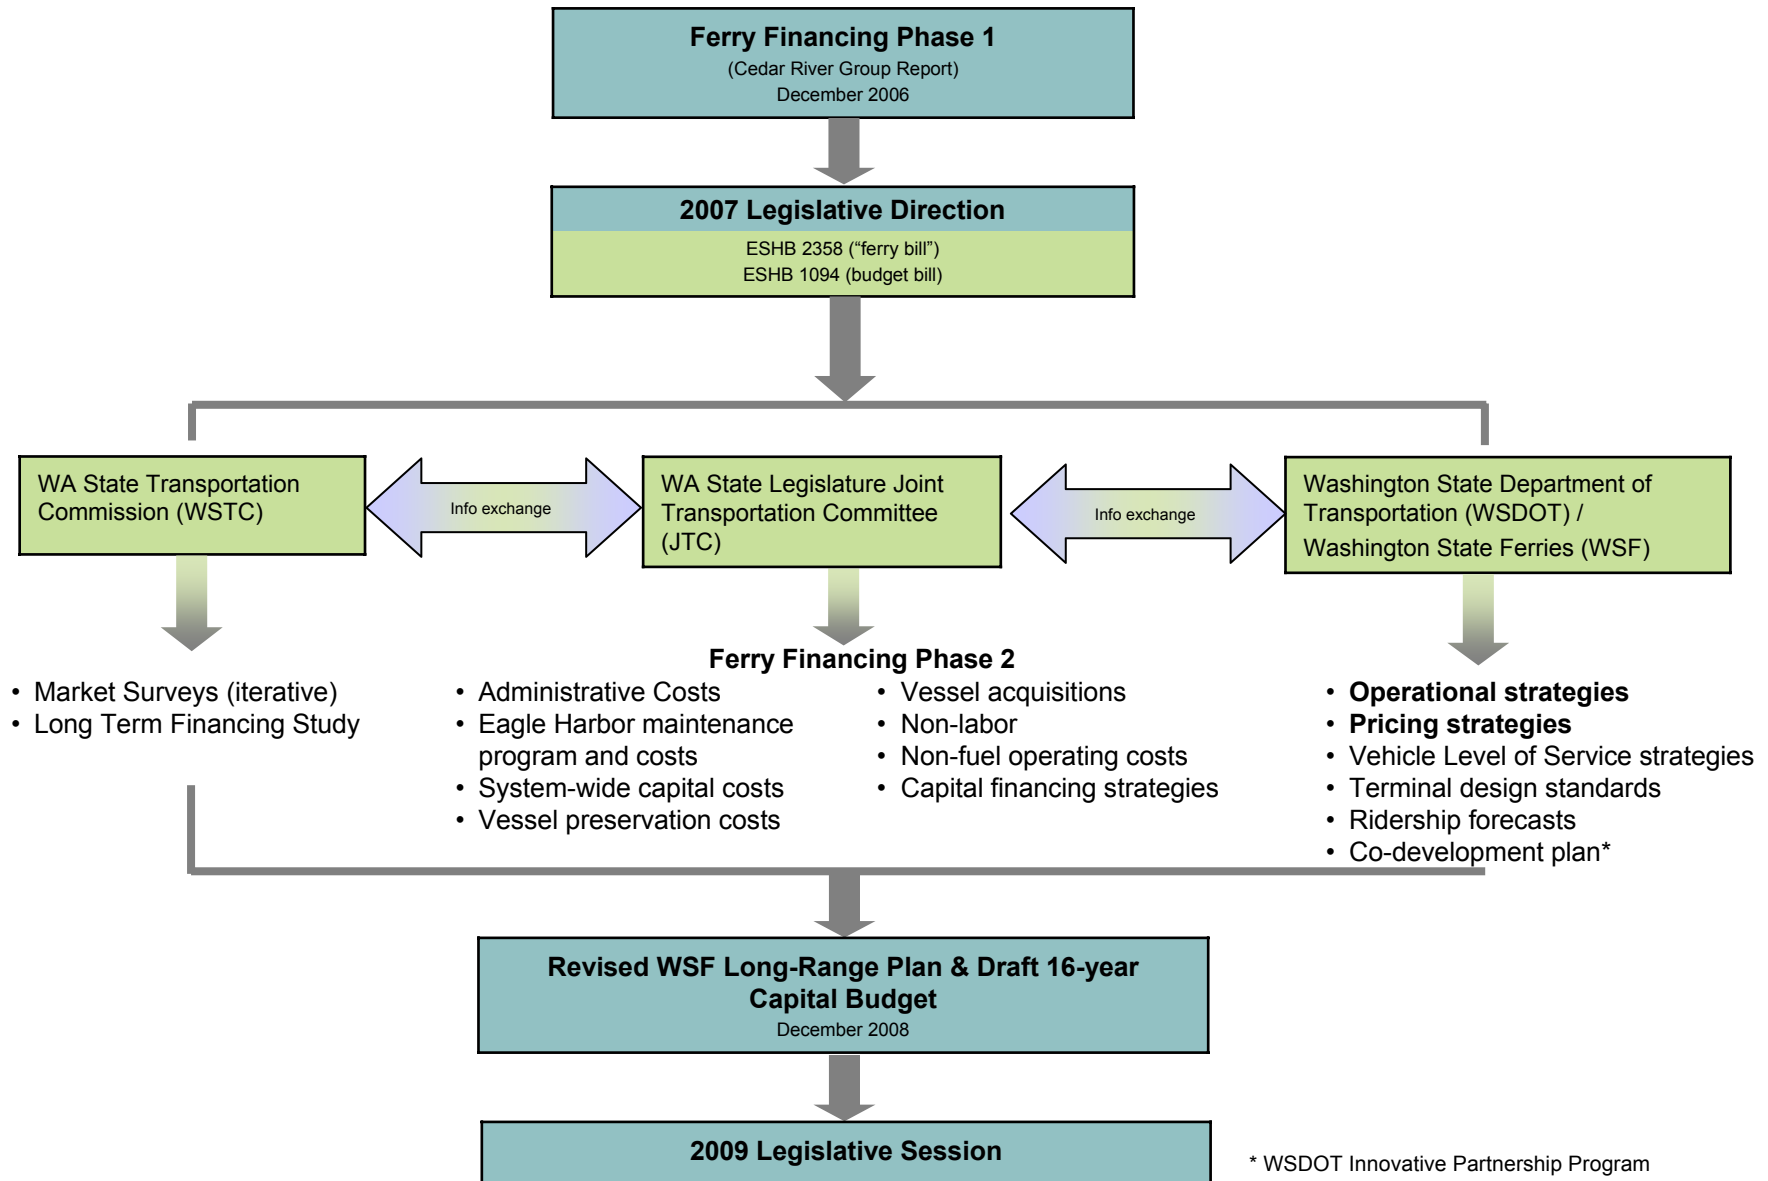 Ferry Financing Phase 1
(Cedar River Group Report)
December 2006
2007 Legislative Direction
ESHB 2358 (“ferry bill”)
ESHB 1094 (budget bill)
WA State Transportation
Commission (WSTC)
Info exchange
WA State Legislature Joint
Transportation Committee
(JTC)
Info exchange
Washington State Department of
Transportation (WSDOT) /
Washington State Ferries (WSF)
• Market Surveys (iterative)
• Long Term Financing Study
Ferry Financing Phase 2
• Administrative Costs
• Eagle Harbor maintenance
program and costs
• System-wide capital costs
• Vessel preservation costs
• Vessel acquisitions
• Non-labor
• Non-fuel operating costs
• Capital financing strategies
• Operational strategies
• Pricing strategies
• Vehicle Level of Service strategies
• Terminal design standards
• Ridership forecasts
• Co-development plan*
Revised WSF Long-Range Plan & Draft 16-year
Capital Budget
December 2008
2009 Legislative Session
* WSDOT Innovative Partnership Program